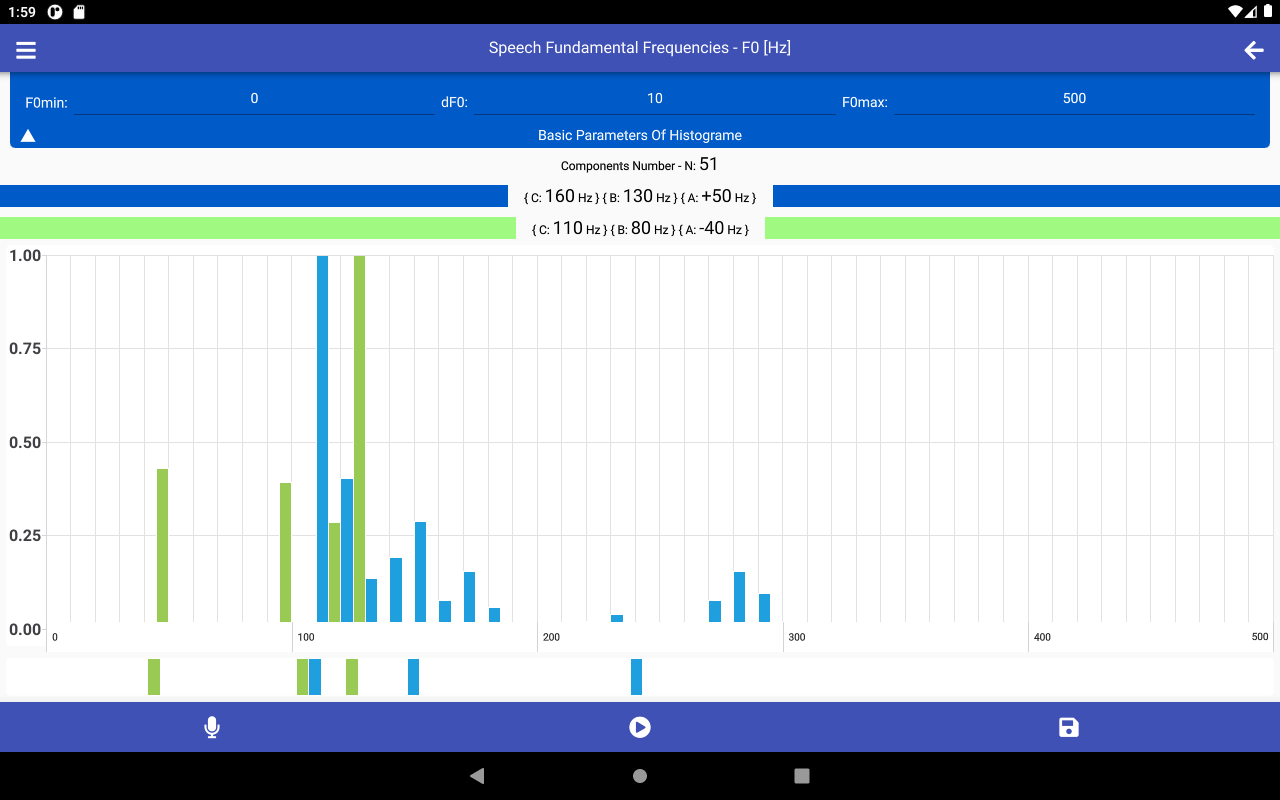 1:59
Speech Fundamental Frequencies - F0 [Hz]
F0min: 0 dF0: 10 F0max: 500
Basic Parameters Of Histograme
Components Number - N: 51
{ C: 160 Hz } { B: 130 Hz } { A: +50 Hz }
{ C: 110 Hz } { B: 80 Hz } { A: -40 Hz }
1.00
0.75
0.50
0.25
0.00
0 100 200 300 400 500